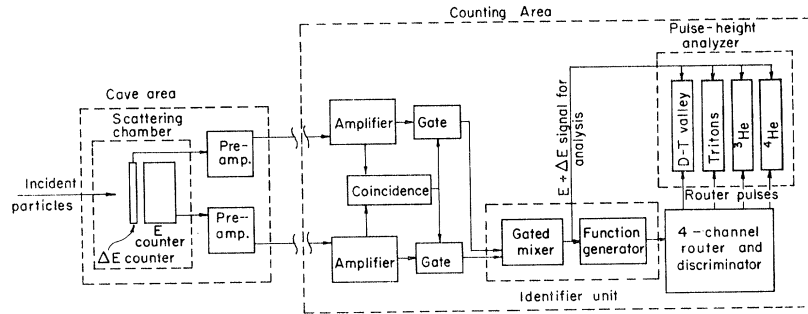 Counting Area
Pulse-height
analyzer
Cave area
Scattering
chamber
Incident
particles
E
counter
ΔE counter
Pre-
amp.
Pre-
amp.
Amplifier
Gate
Coincidence
Amplifier
Gate
E + ΔE signal for
analysis
D-T valley
Tritons
³He
⁴He
Router pulses
Gated
mixer
Function
generator
4-channel
router and
discriminator
Identifier unit